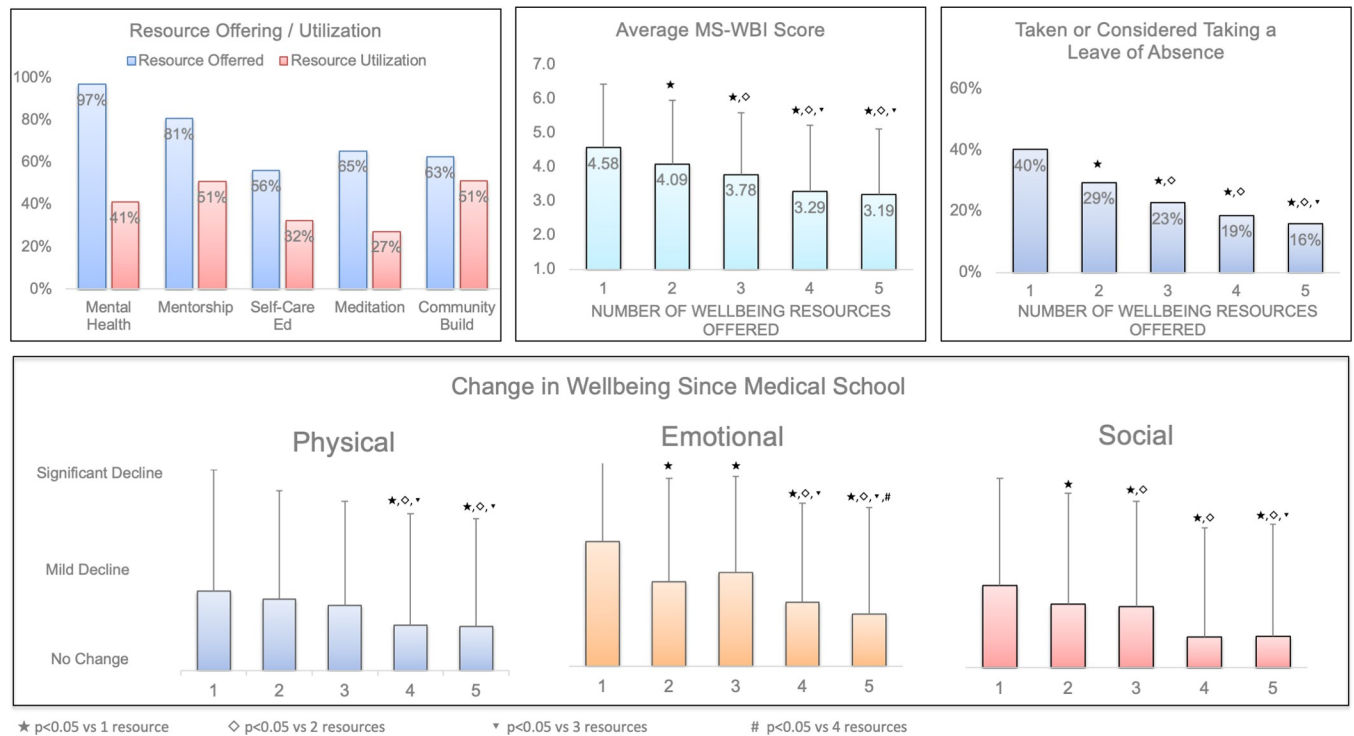 Resource Offering / Utilization
Resource Offerred Resource Utilization
100%
80%
60%
40%
20%
0%
97% 41% 81% 51% 56% 32% 65% 27% 63% 51%
Mental Mentorship Self-Care Meditation Community
Health Ed Build
Average MS-WBI Score
7.0
6.0
5.0
4.0
3.0
2.0
1.0
★ ★,◇ ★,◇,▾ ★,◇,▾
4.58 4.09 3.78 3.29 3.19
1 2 3 4 5
NUMBER OF WELLBEING RESOURCES
OFFERED
Taken or Considered Taking a
Leave of Absence
60%
40%
20%
0%
★ ★,◇ ★,◇ ★,◇,▾
40% 29% 23% 19% 16%
1 2 3 4 5
NUMBER OF WELLBEING RESOURCES
OFFERED
Change in Wellbeing Since Medical School
Physical Emotional Social
Significant Decline
Mild Decline
No Change
★,◇,▾ ★,◇,▾
1 2 3 4 5
★ ★ ★,◇,▾ ★,◇,▾,#
1 2 3 4 5
★ ★,◇ ★,◇ ★,◇,▾
1 2 3 4 5
★ p<0.05 vs 1 resource ◇ p<0.05 vs 2 resources ▾ p<0.05 vs 3 resources # p<0.05 vs 4 resources